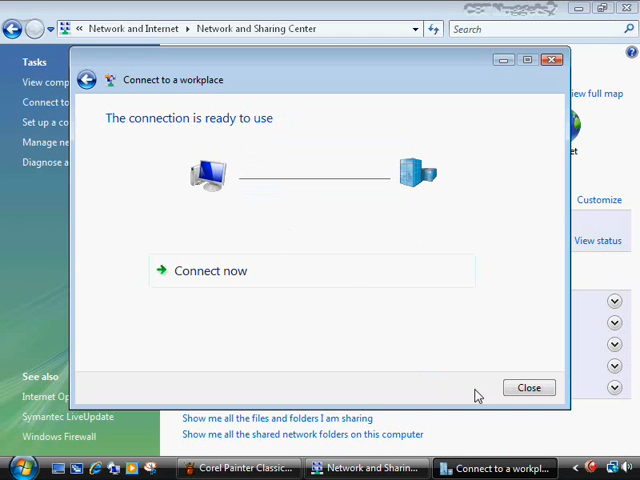 Network and Internet
Network and Sharing Center
Search
Tasks
View comp
Connect to
Set up a co
Manage ne
Diagnose a
Connect to a workplace
The connection is ready to use
Connect now
Close
iew full map
et
Customize
View status
See also
Internet Op
Symantec LiveUpdate
Windows Firewall
Show me all the files and folders I am sharing
Show me all the shared network folders on this computer
Corel Painter Classic...
Network and Sharin...
Connect to a workpl...